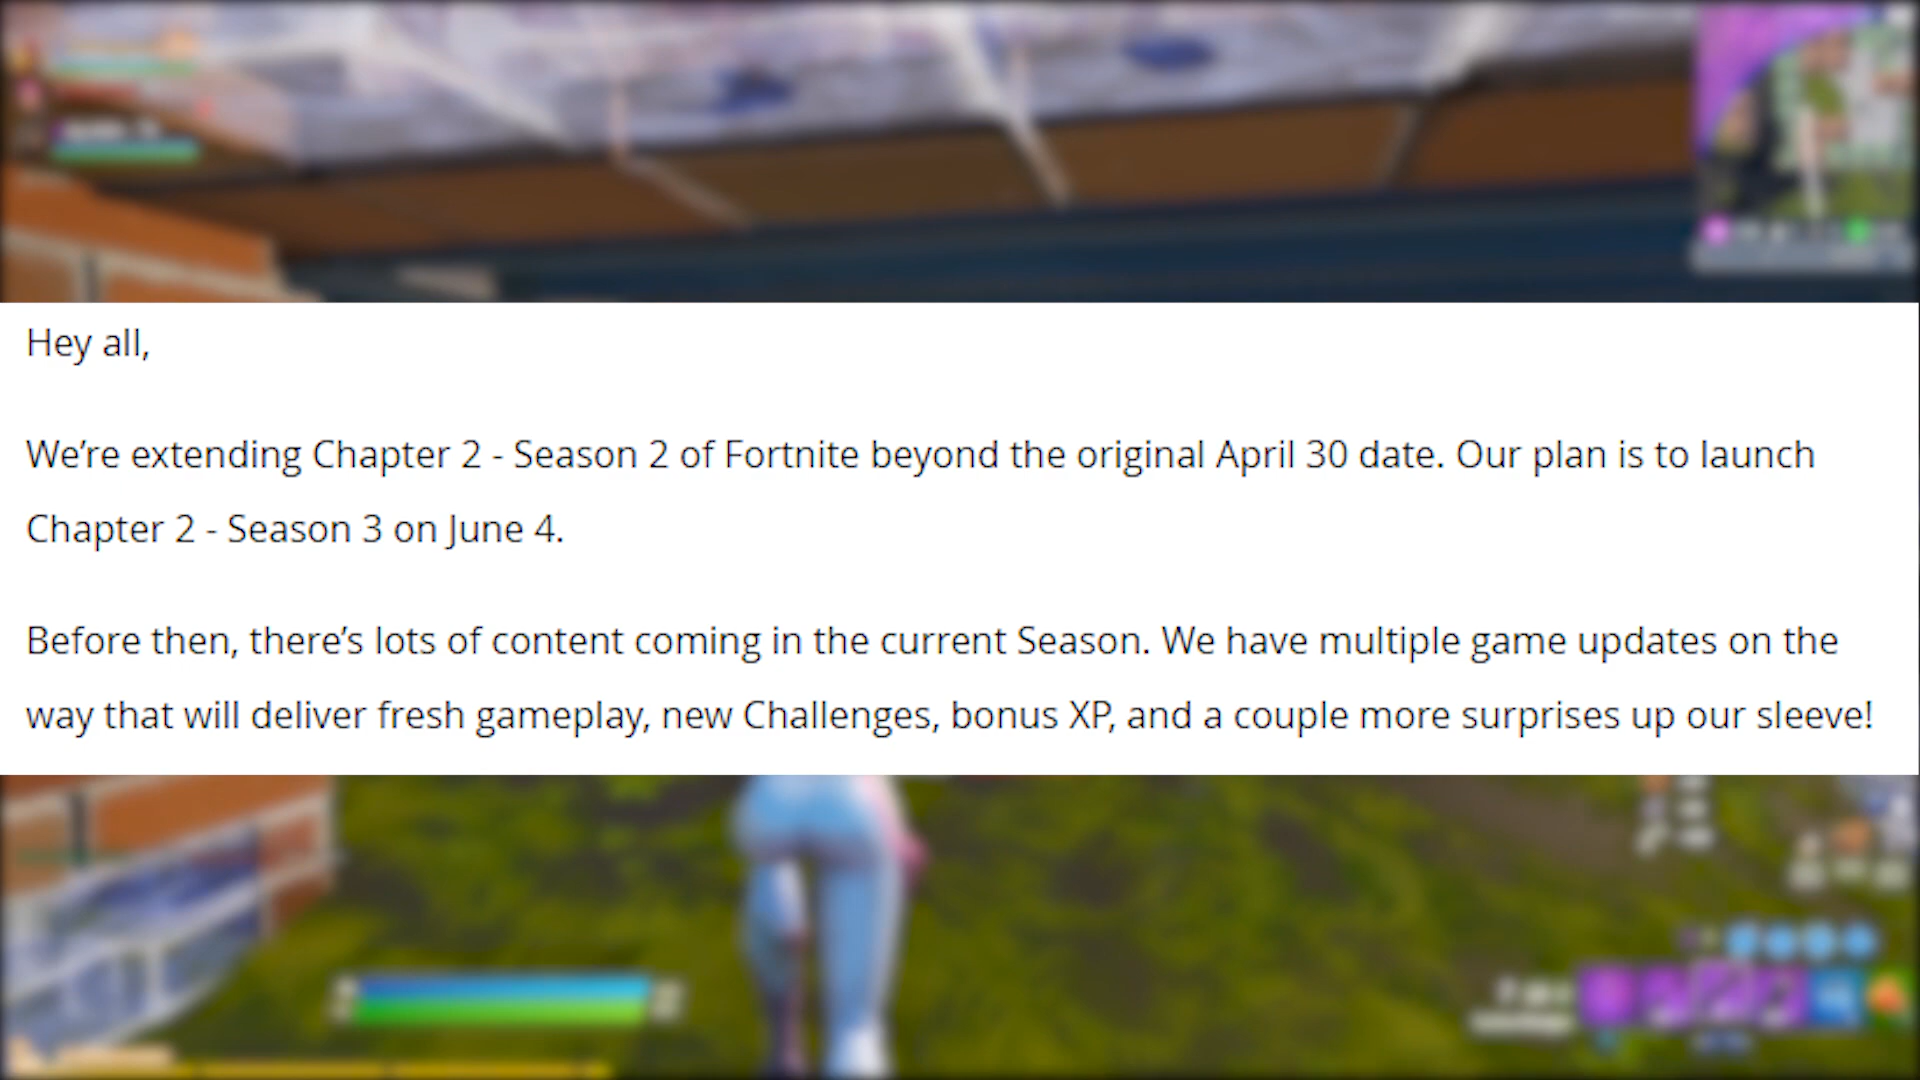 Hey all,
We’re extending Chapter 2 - Season 2 of Fortnite beyond the original April 30 date. Our plan is to launch
Chapter 2 - Season 3 on June 4.
Before then, there’s lots of content coming in the current Season. We have multiple game updates on the
way that will deliver fresh gameplay, new Challenges, bonus XP, and a couple more surprises up our sleeve!